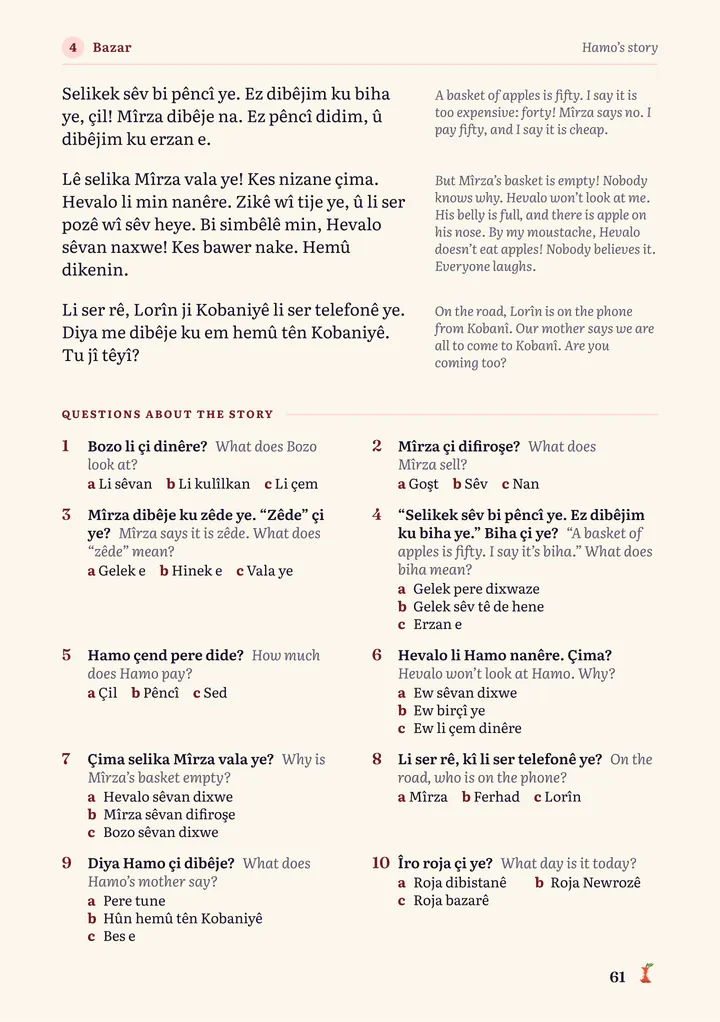 4 Bazar
Hamo’s story
Selikek sêv bi pêncî ye. Ez dibêjim ku biha
ye, çil! Mîrza dibêje na. Ez pêncî didim, û
dibêjim ku erzan e.
A basket of apples is fifty. I say it is
too expensive: forty! Mîrza says no. I
pay fifty, and I say it is cheap.
Lê selika Mîrza vala ye! Kes nizane çima.
Hevalo li min nanêre. Zikê wî tije ye, û li ser
pozê wî sêv heye. Bi simbêlê min, Hevalo
sêvan naxwe! Kes bawer nake. Hemû
dikenin.
But Mîrza’s basket is empty! Nobody
knows why. Hevalo won’t look at me.
His belly is full, and there is apple on
his nose. By my moustache, Hevalo
doesn’t eat apples! Nobody believes it.
Everyone laughs.
Li ser rê, Lorîn ji Kobaniyê li ser telefonê ye.
Diya me dibêje ku em hemû tên Kobaniyê.
Tu jî têyî?
On the road, Lorîn is on the phone
from Kobanî. Our mother says we are
all to come to Kobanî. Are you
coming too?
QUESTIONS ABOUT THE STORY
1 Bozo li çi dinêre? What does Bozo
look at?
a Li sêvan b Li kulîlkan c Li çem
2 Mîrza çi difiroşe? What does
Mîrza sell?
a Goşt b Sêv c Nan
3 Mîrza dibêje ku zêde ye. “Zêde” çi
ye? Mîrza says it is zêde. What does
“zêde” mean?
a Gelek e b Hinek e c Vala ye
4 “Selikek sêv bi pêncî ye. Ez dibêjim
ku biha ye.” Biha çi ye? “A basket of
apples is fifty. I say it’s biha.” What does
biha mean?
a Gelek pere dixwaze
b Gelek sêv tê de hene
c Erzan e
5 Hamo çend pere dide? How much
does Hamo pay?
a Çil b Pêncî c Sed
6 Hevalo li Hamo nanêre. Çima?
Hevalo won’t look at Hamo. Why?
a Ew sêvan dixwe
b Ew birçî ye
c Ew li çem dinêre
7 Çima selika Mîrza vala ye? Why is
Mîrza’s basket empty?
a Hevalo sêvan dixwe
b Mîrza sêvan difiroşe
c Bozo sêvan dixwe
8 Li ser rê, kî li ser telefonê ye? On the
road, who is on the phone?
a Mîrza b Ferhad c Lorîn
9 Diya Hamo çi dibêje? What does
Hamo’s mother say?
a Pere tune
b Hûn hemû tên Kobaniyê
c Bes e
10 Îro roja çi ye? What day is it today?
a Roja dibistanê b Roja Newrozê
c Roja bazarê
61